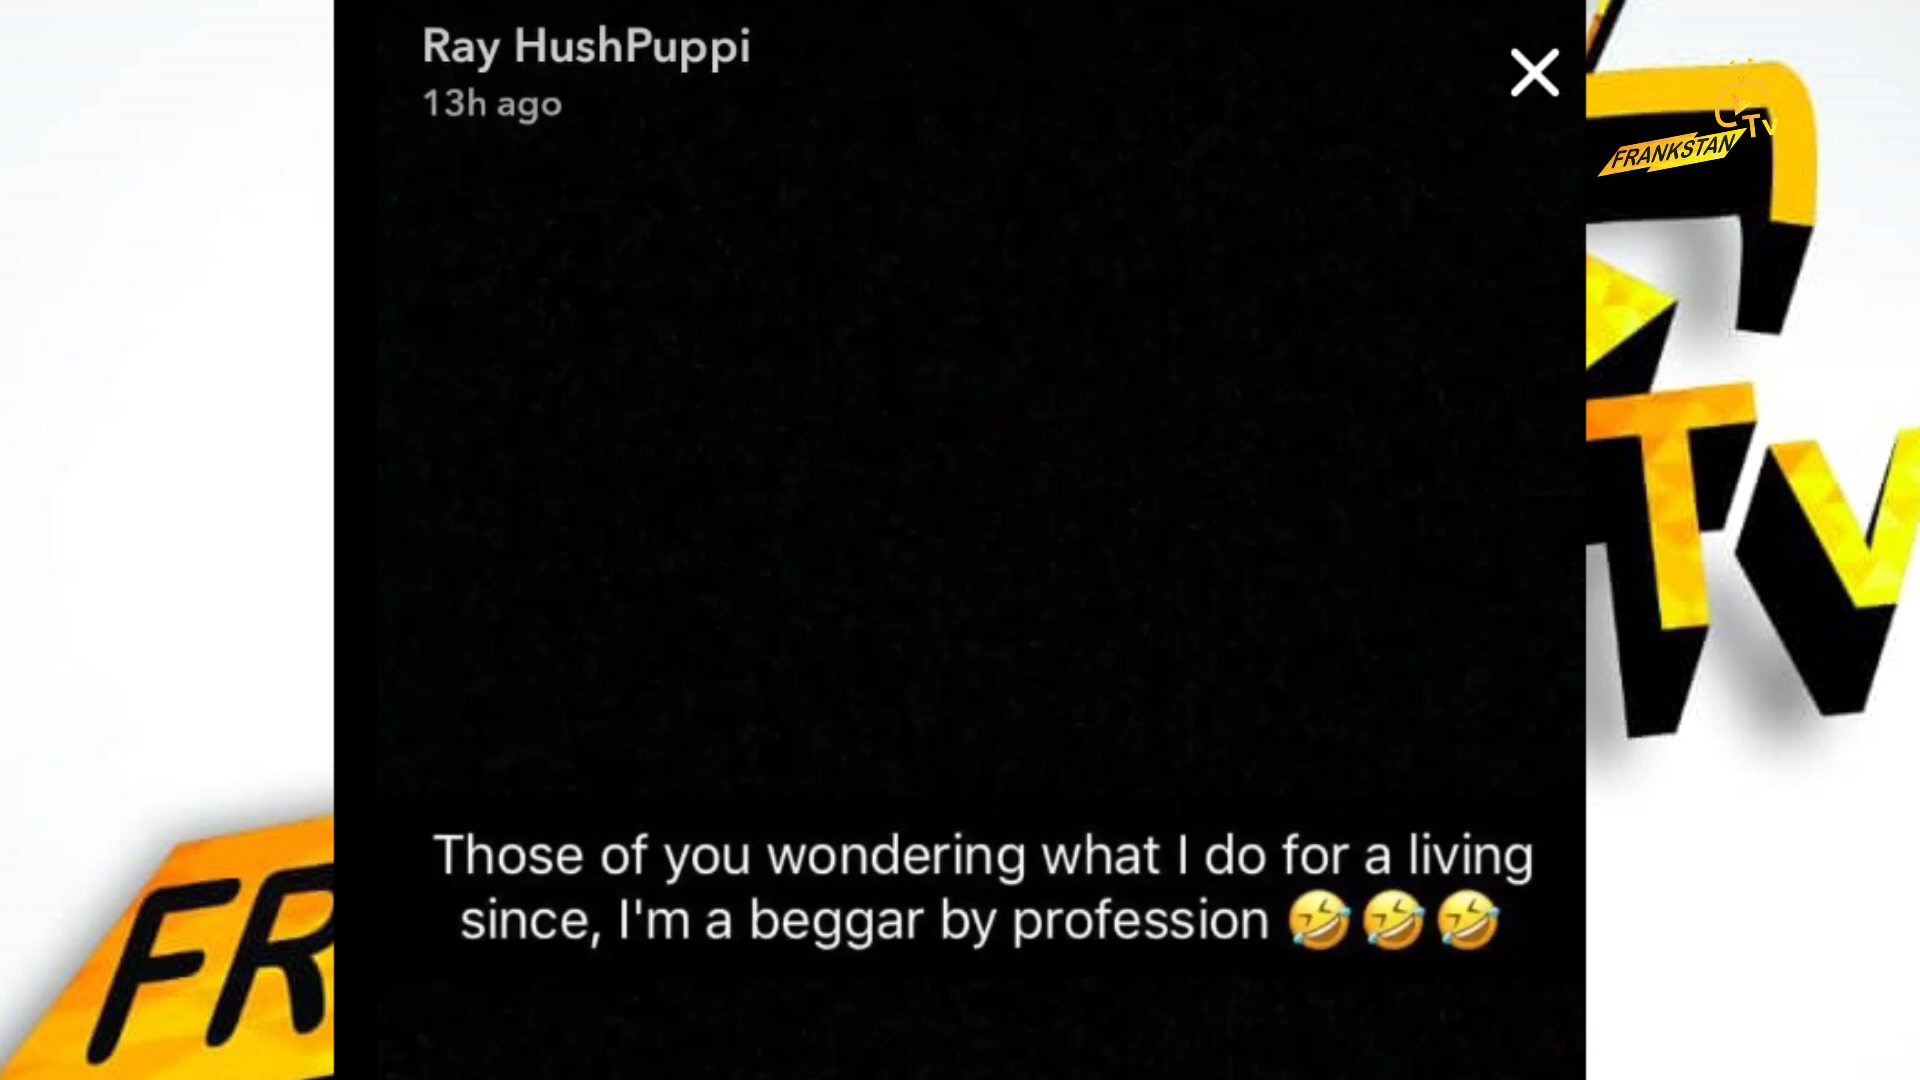 Ray HushPuppi
13h ago
FRANKSTAN
Tv
Tv
Those of you wondering what I do for a living
since, I'm a beggar by profession 🤣🤣🤣
FR